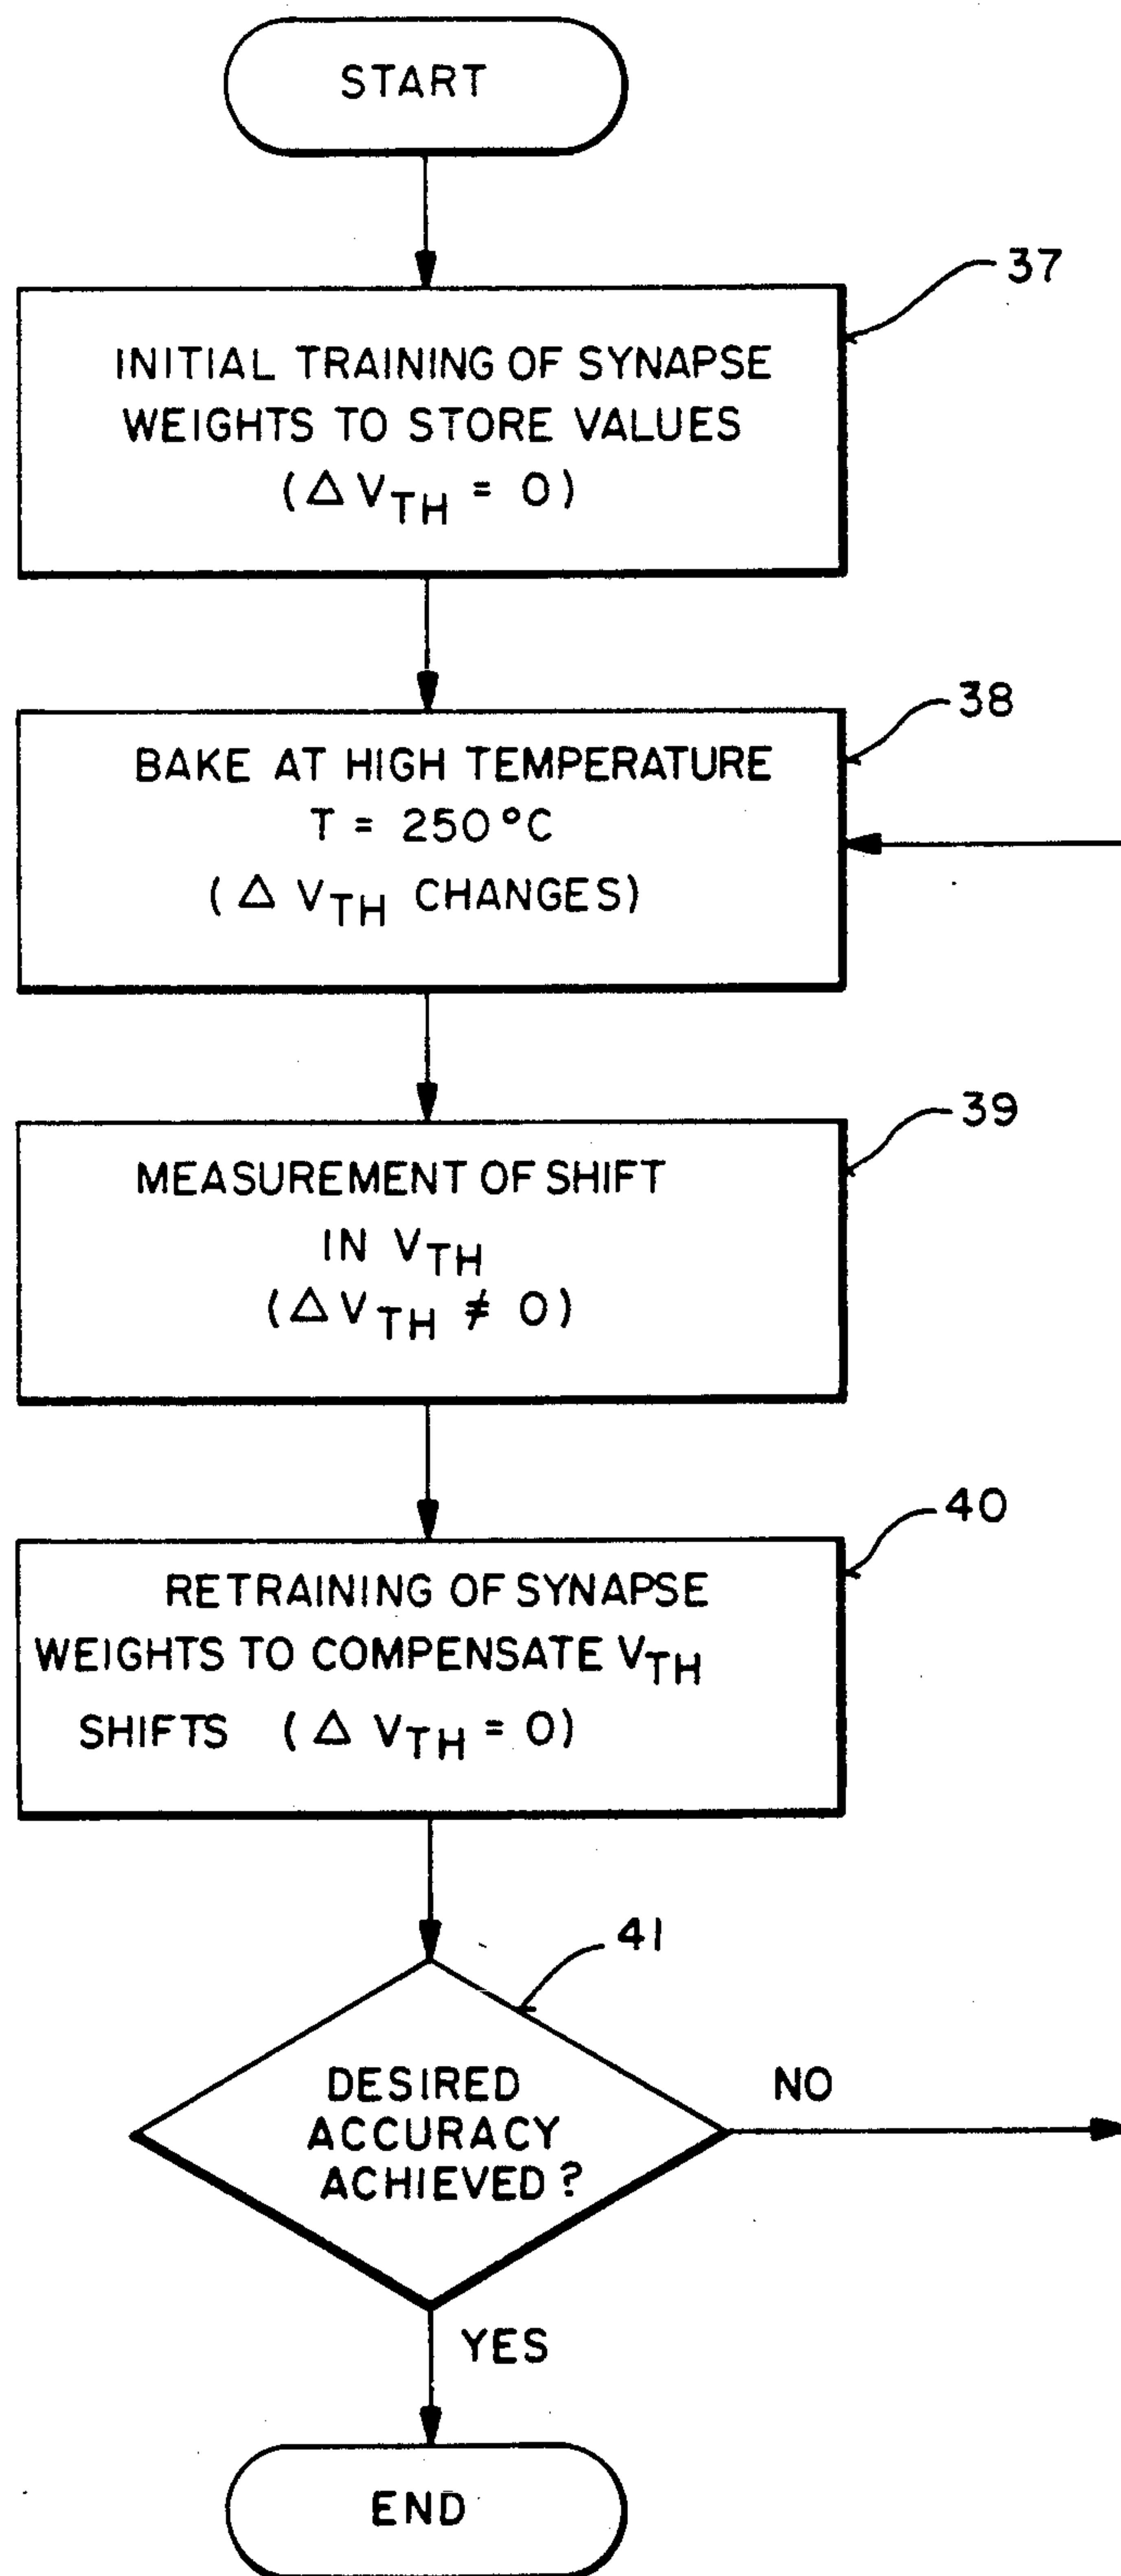 START
37
INITIAL TRAINING OF SYNAPSE
WEIGHTS TO STORE VALUES
(ΔV_TH = 0)
38
BAKE AT HIGH TEMPERATURE
T = 250°C
(Δ V_TH CHANGES)
39
MEASUREMENT OF SHIFT
IN V_TH
(ΔV_TH ≠ 0)
40
RETRAINING OF SYNAPSE
WEIGHTS TO COMPENSATE V_TH
SHIFTS (Δ V_TH = 0)
41
DESIRED
ACCURACY
ACHIEVED?
NO
YES
END